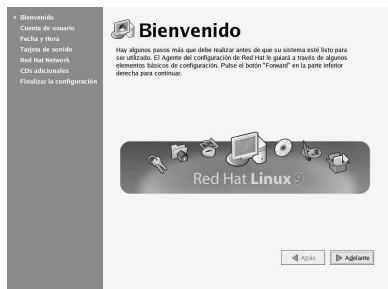 Bienvenido
Cuenta de usuario
Fecha y Hora
Tarjeta de sonido
Red Hat Network
CDs adicionales
Finalizar la configuración
Bienvenido
Hay algunos pasos más que debe realizar antes de que su sistema esté listo para
ser utilizado. El Agente del configuración de Red Hat le guiará a través de algunos
elementos básicos de configuración. Pulse el botón "Forward" en la parte inferior
derecha para continuar.
Red Hat Linux 9
Atrás
Adelante